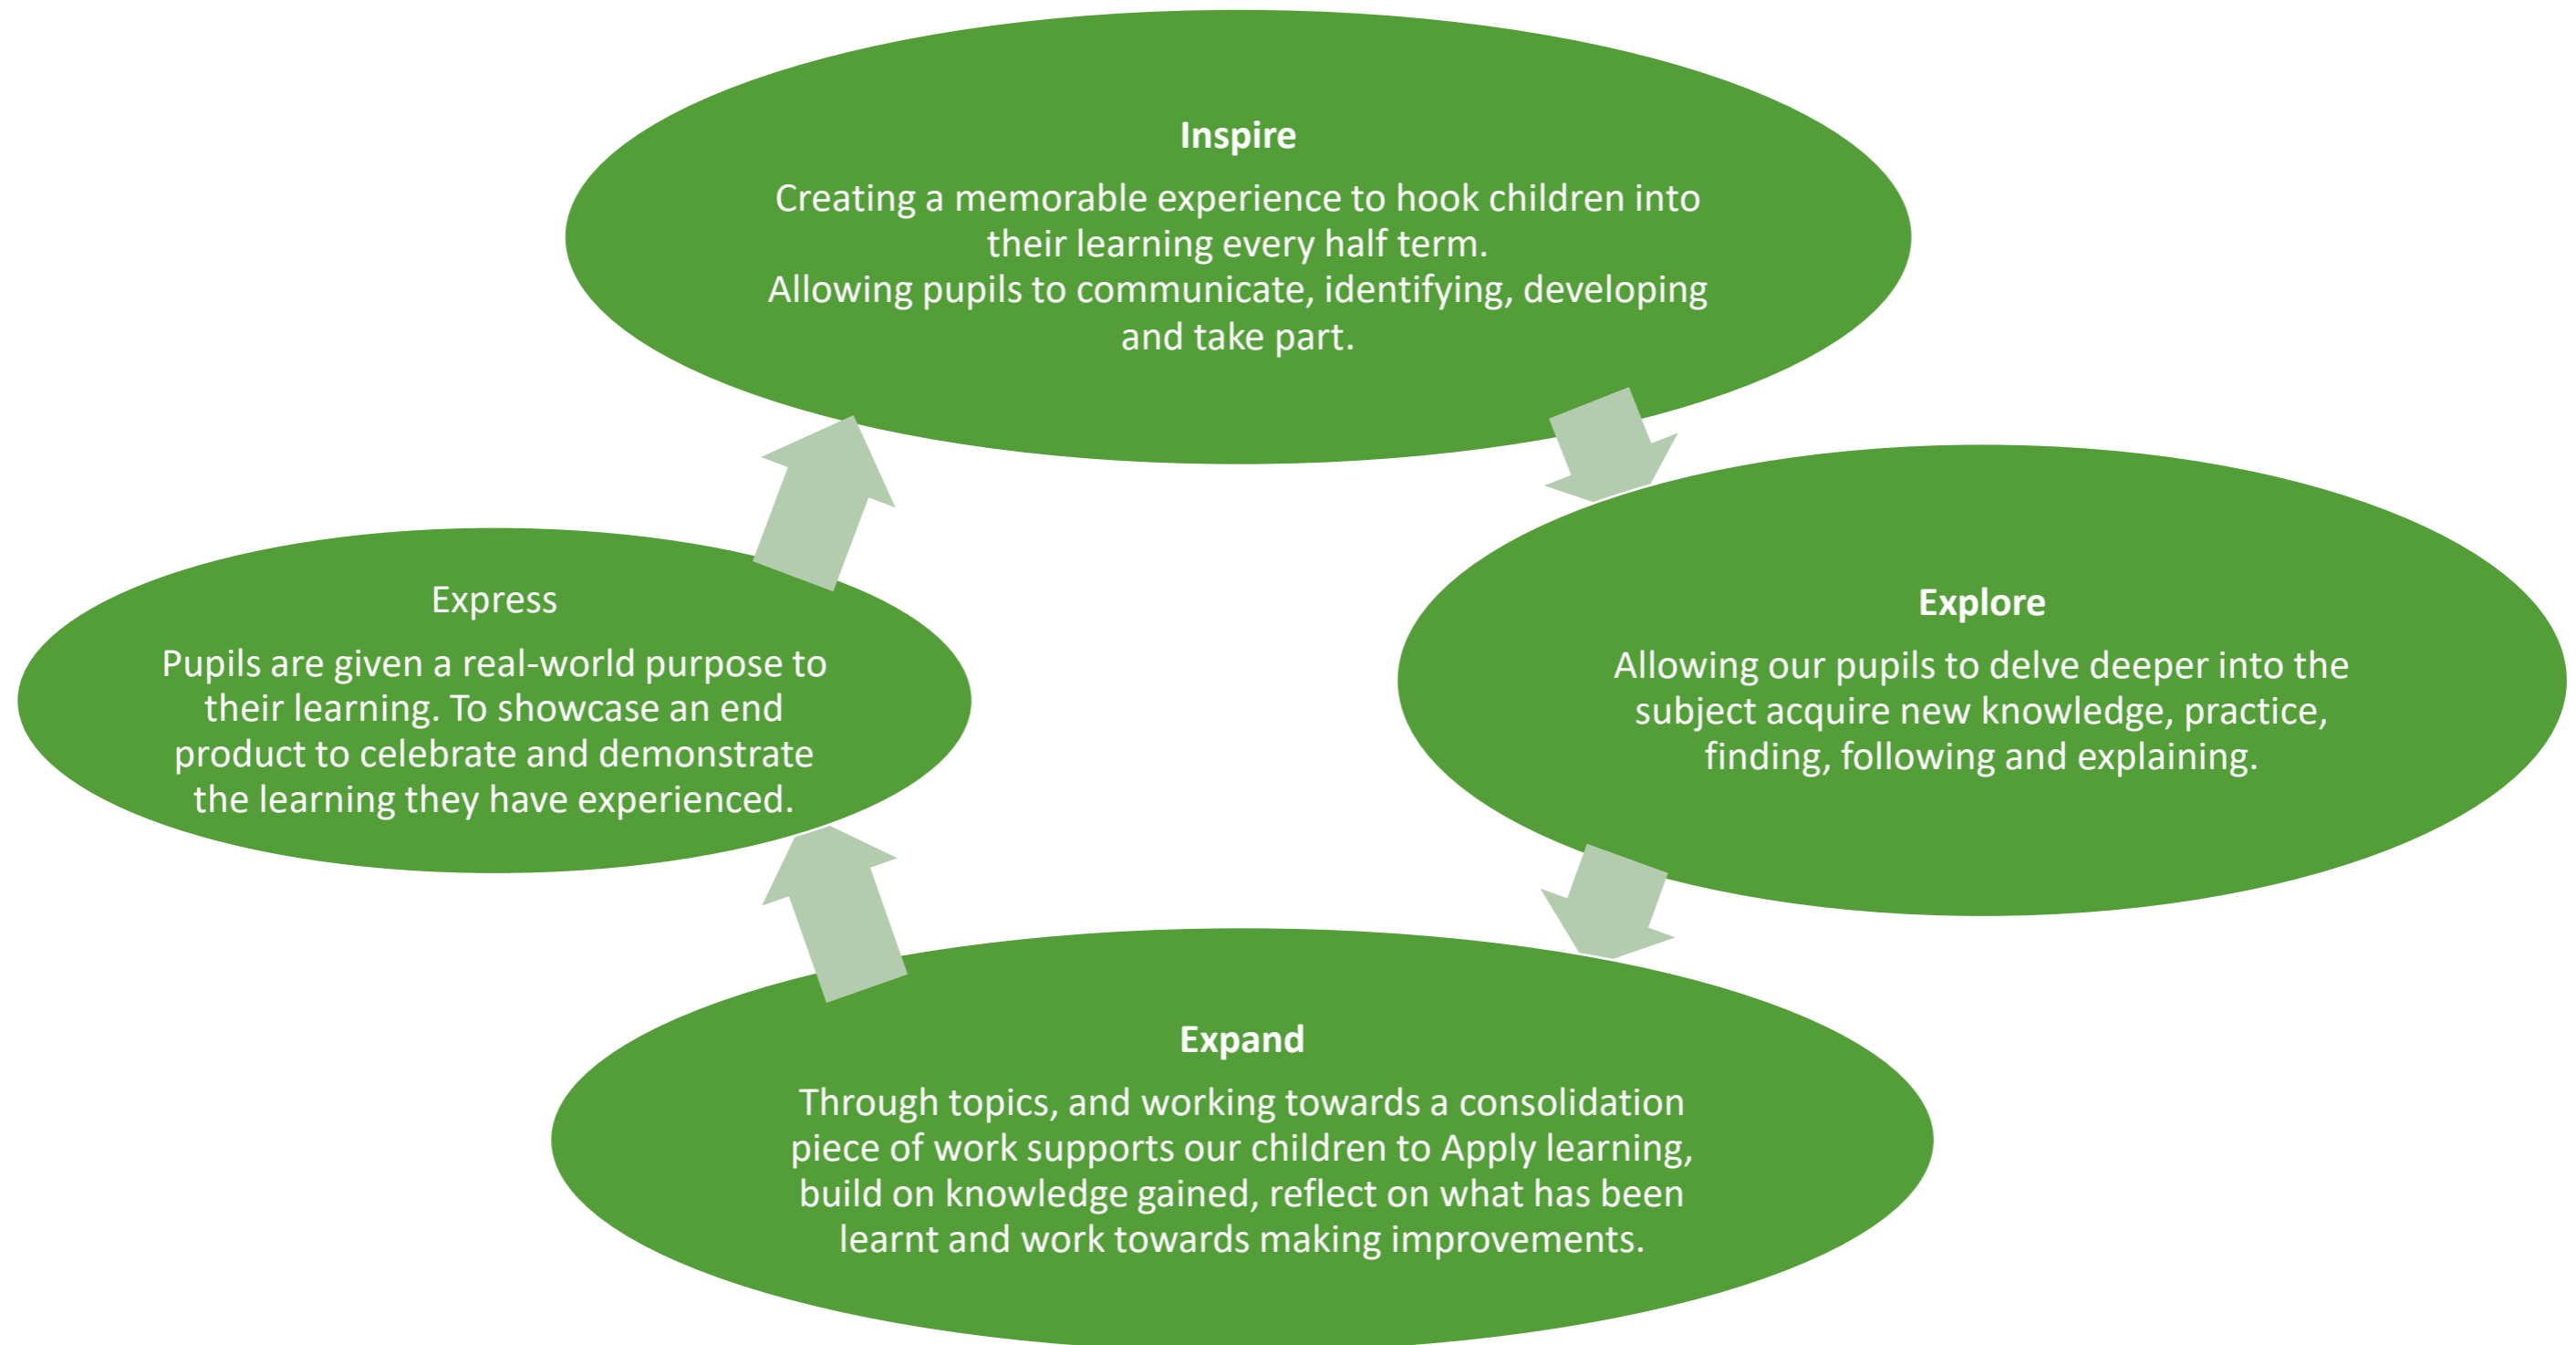 Inspire
Creating a memorable experience to hook children into
their learning every half term.
Allowing pupils to communicate, identifying, developing
and take part.
Explore
Allowing our pupils to delve deeper into the
subject acquire new knowledge, practice,
finding, following and explaining.
Expand
Through topics, and working towards a consolidation
piece of work supports our children to Apply learning,
build on knowledge gained, reflect on what has been
learnt and work towards making improvements.
Express
Pupils are given a real-world purpose to
their learning. To showcase an end
product to celebrate and demonstrate
the learning they have experienced.